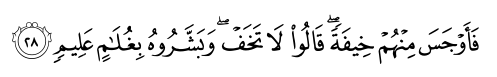 فَأَوۡجَسَ مِنۡهُمۡ خِيفَةٗۖ قَالُواْ لَا تَخَفۡۖ وَبَشَّرُوهُ بِغُلَٰمٍ عَلِيمٖ ٢٨